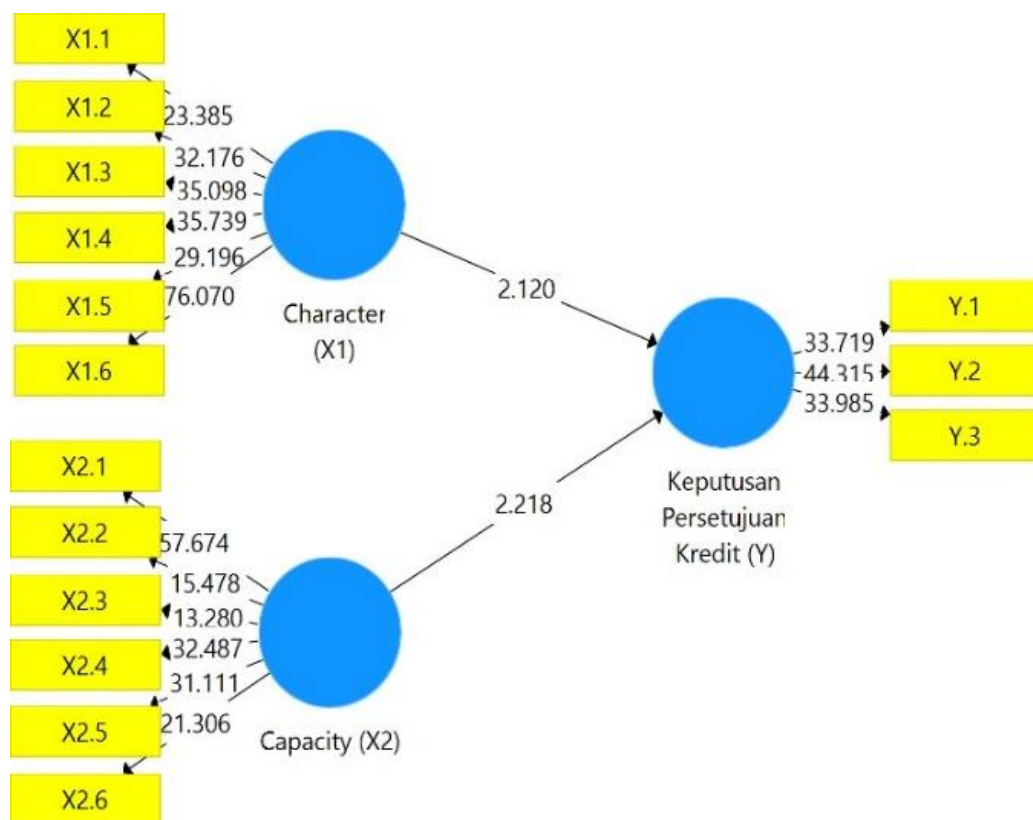 X1.1
X1.2
X1.3
X1.4
X1.5
X1.6
23.385
32.176
35.098
35.739
29.196
76.070
Character
(X1)
2.120
X2.1
X2.2
X2.3
X2.4
X2.5
X2.6
57.674
15.478
13.280
32.487
31.111
21.306
Capacity (X2)
2.218
Keputusan
Persetujuan
Kredit (Y)
33.719
44.315
33.985
Y.1
Y.2
Y.3